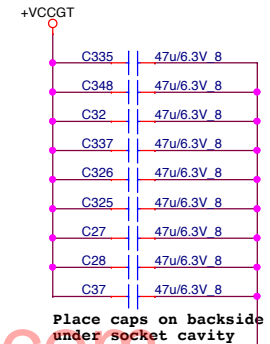 +VCCGT
C335 47u/6.3V_8
C348 47u/6.3V_8
C32 47u/6.3V_8
C337 47u/6.3V_8
C326 47u/6.3V_8
C325 47u/6.3V_8
C27 47u/6.3V_8
C28 47u/6.3V_8
C37 47u/6.3V_8
Place caps on backside
under socket cavity